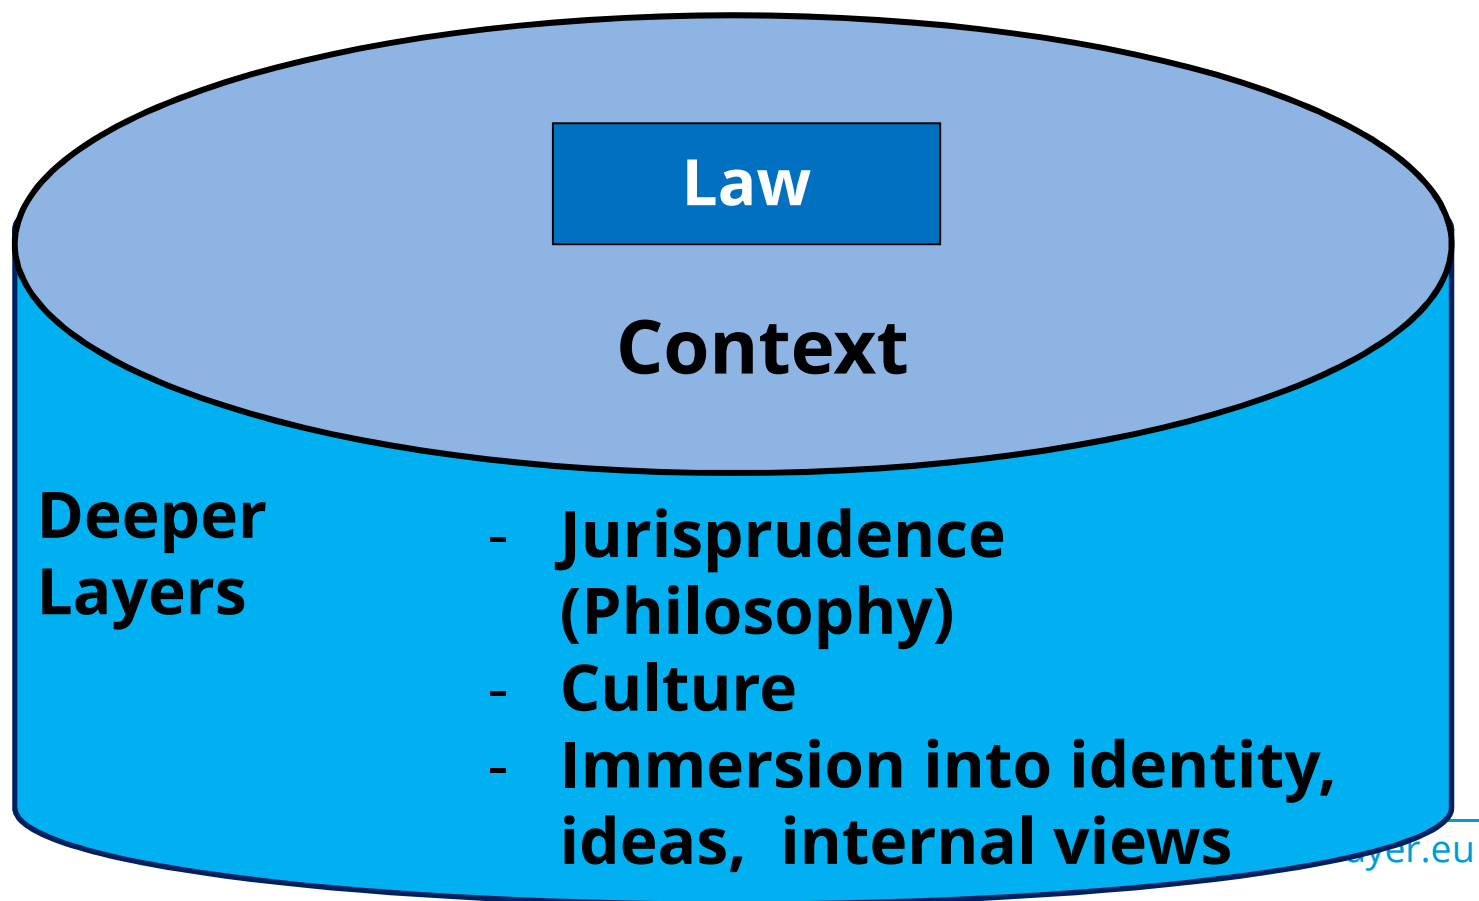 Law
Context
Deeper
Layers
- Jurisprudence
(Philosophy)
- Culture
- Immersion into identity,
ideas, internal views